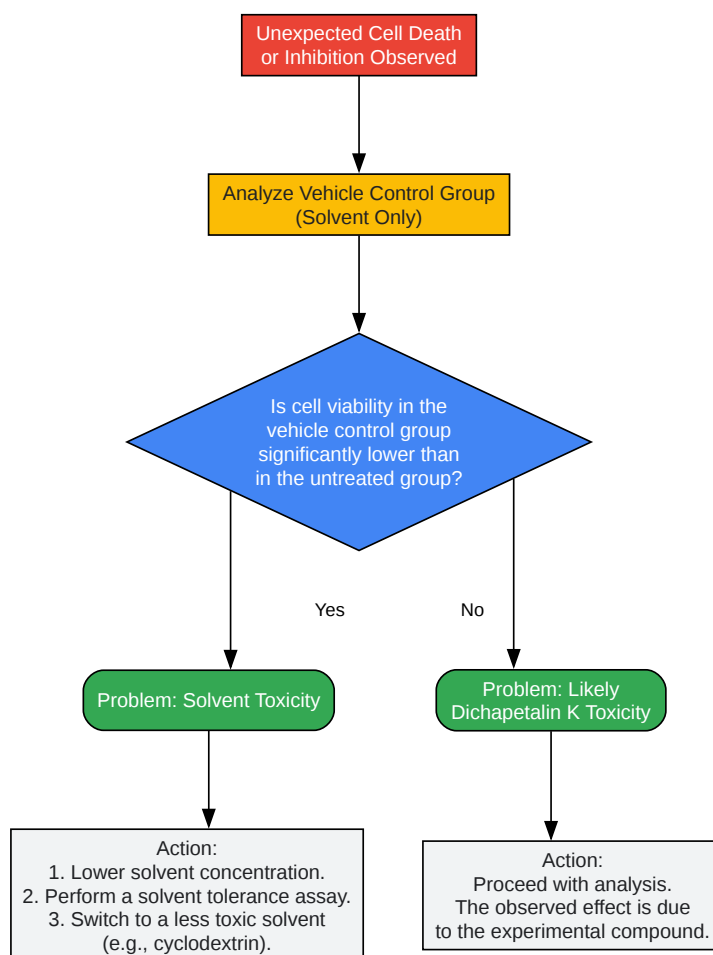 Unexpected Cell Death
or Inhibition Observed
Analyze Vehicle Control Group
(Solvent Only)
Is cell viability in the
vehicle control group
significantly lower than
in the untreated group?
Yes
No
Problem: Solvent Toxicity
Problem: Likely
Dichapetalin K Toxicity
Action:
1. Lower solvent concentration.
2. Perform a solvent tolerance assay.
3. Switch to a less toxic solvent
(e.g., cyclodextrin).
Action:
Proceed with analysis.
The observed effect is due
to the experimental compound.